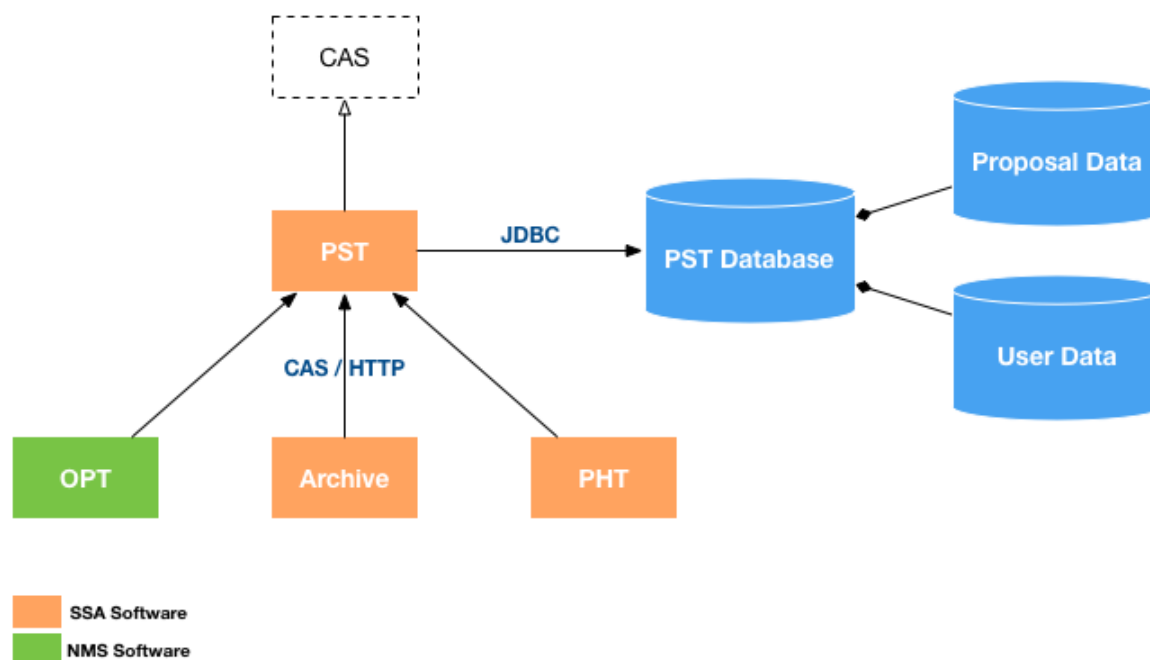 CAS
Proposal Data
PST
JDBC
PST Database
CAS / HTTP
User Data
OPT
Archive
PHT
SSA Software
NMS Software